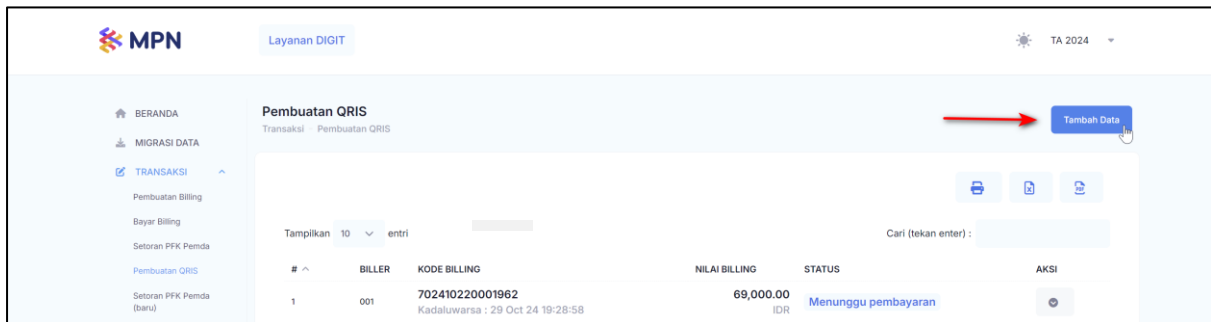 MPN
Layanan DIGIT
TA 2024
BERANDA
MIGRASI DATA
TRANSAKSI
Pembuatan Billing
Bayar Billing
Setoran PFK Pemda
Pembuatan QRIS
Setoran PFK Pemda
(baru)
Pembuatan QRIS
Transaksi - Pembuatan QRIS
Tambah Data
Tampilkan 10 entri
Cari (tekan enter) :
# BILLER KODE BILLING NILAI BILLING STATUS AKSI
1 001 702410220001962 69,000.00 Menunggu pembayaran
Kadaluwarsa : 29 Oct 24 19:28:58 IDR